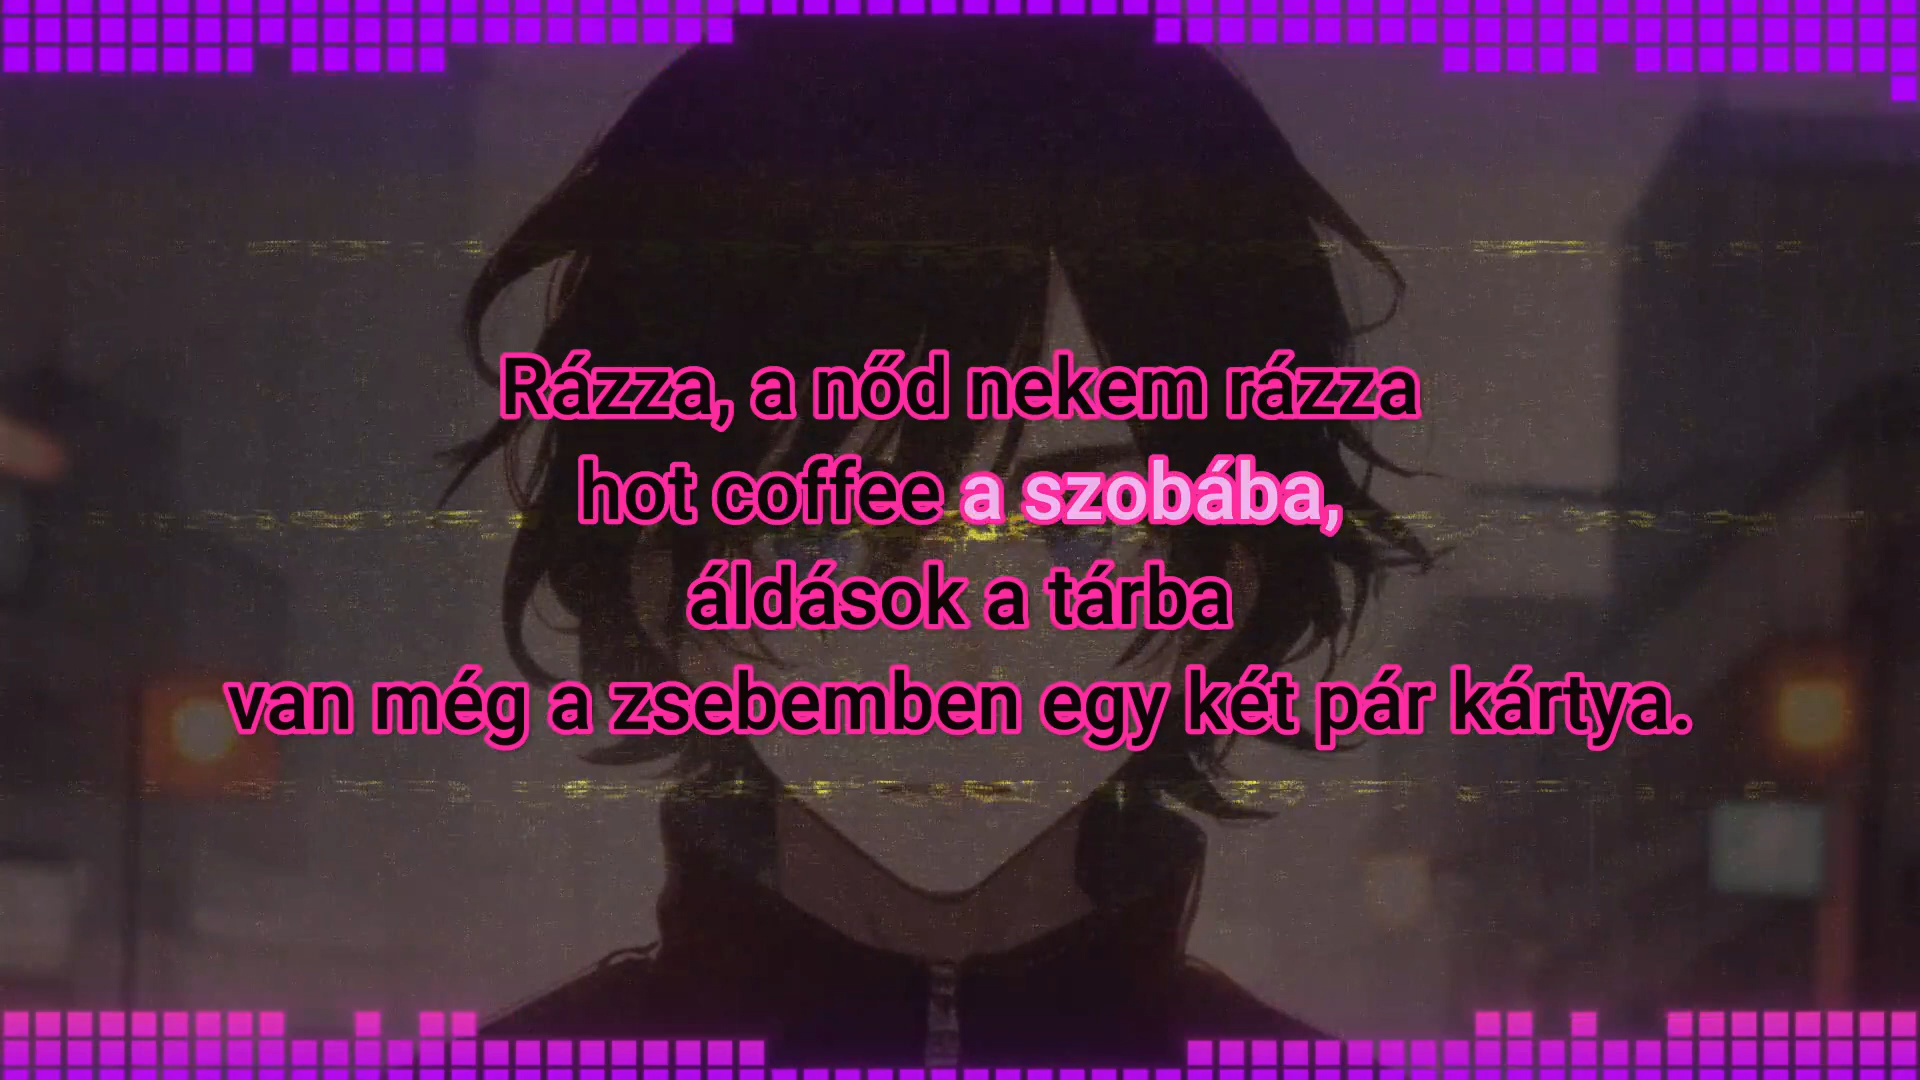 Rázza, a nőd nekem rázza
hot coffee a szobába,
áldások a tárba
van még a zsebemben egy két pár kártya.